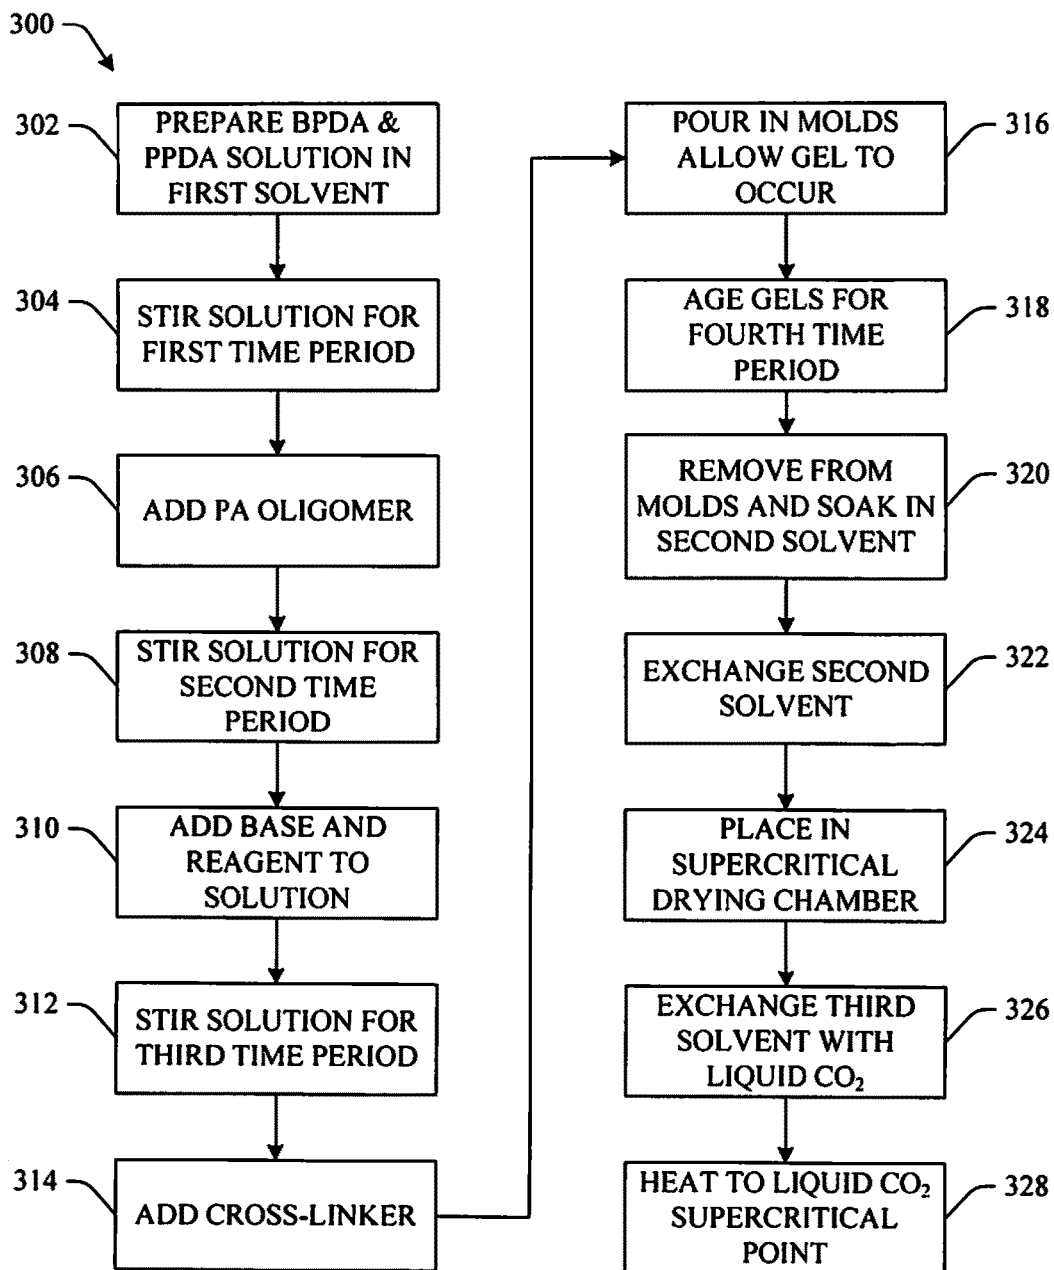 300
302
PREPARE BPDA &
PPDA SOLUTION IN
FIRST SOLVENT
304
STIR SOLUTION FOR
FIRST TIME PERIOD
306
ADD PA OLIGOMER
308
STIR SOLUTION FOR
SECOND TIME
PERIOD
310
ADD BASE AND
REAGENT TO
SOLUTION
312
STIR SOLUTION FOR
THIRD TIME PERIOD
314
ADD CROSS-LINKER
POUR IN MOLDS
ALLOW GEL TO
OCCUR
316
AGE GELS FOR
FOURTH TIME
PERIOD
318
REMOVE FROM
MOLDS AND SOAK IN
SECOND SOLVENT
320
EXCHANGE SECOND
SOLVENT
322
PLACE IN
SUPERCRITICAL
DRYING CHAMBER
324
EXCHANGE THIRD
SOLVENT WITH
LIQUID CO₂
326
HEAT TO LIQUID CO₂
SUPERCRITICAL
POINT
328